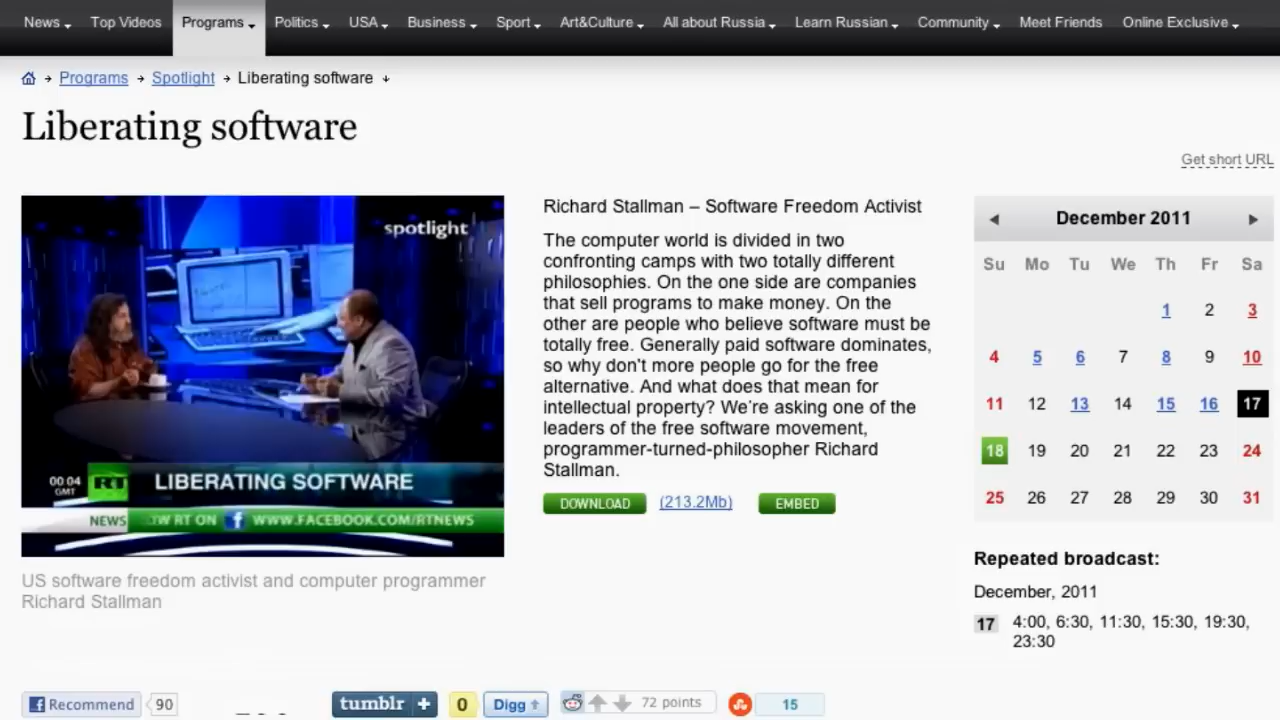 News Top Videos Programs Politics USA Business Sport Art&Culture All about Russia Learn Russian Community Meet Friends Online Exclusive
Programs Spotlight Liberating software
Liberating software
Get short URL
spotlight
00:04
GMT
RT
LIBERATING SOFTWARE
NEWS OW RT ON f WWW.FACEBOOK.COM/RTNEWS
US software freedom activist and computer programmer
Richard Stallman
Richard Stallman – Software Freedom Activist
The computer world is divided in two
confronting camps with two totally different
philosophies. On the one side are companies
that sell programs to make money. On the
other are people who believe software must be
totally free. Generally paid software dominates,
so why don't more people go for the free
alternative. And what does that mean for
intellectual property? We're asking one of the
leaders of the free software movement,
programmer-turned-philosopher Richard
Stallman.
DOWNLOAD (213.2Mb) EMBED
December 2011
Su Mo Tu We Th Fr Sa
1 2 3
4 5 6 7 8 9 10
11 12 13 14 15 16 17
18 19 20 21 22 23 24
25 26 27 28 29 30 31
Repeated broadcast:
December, 2011
17 4:00, 6:30, 11:30, 15:30, 19:30,
23:30
f Recommend 90 tumblr + 0 Digg 72 points 15